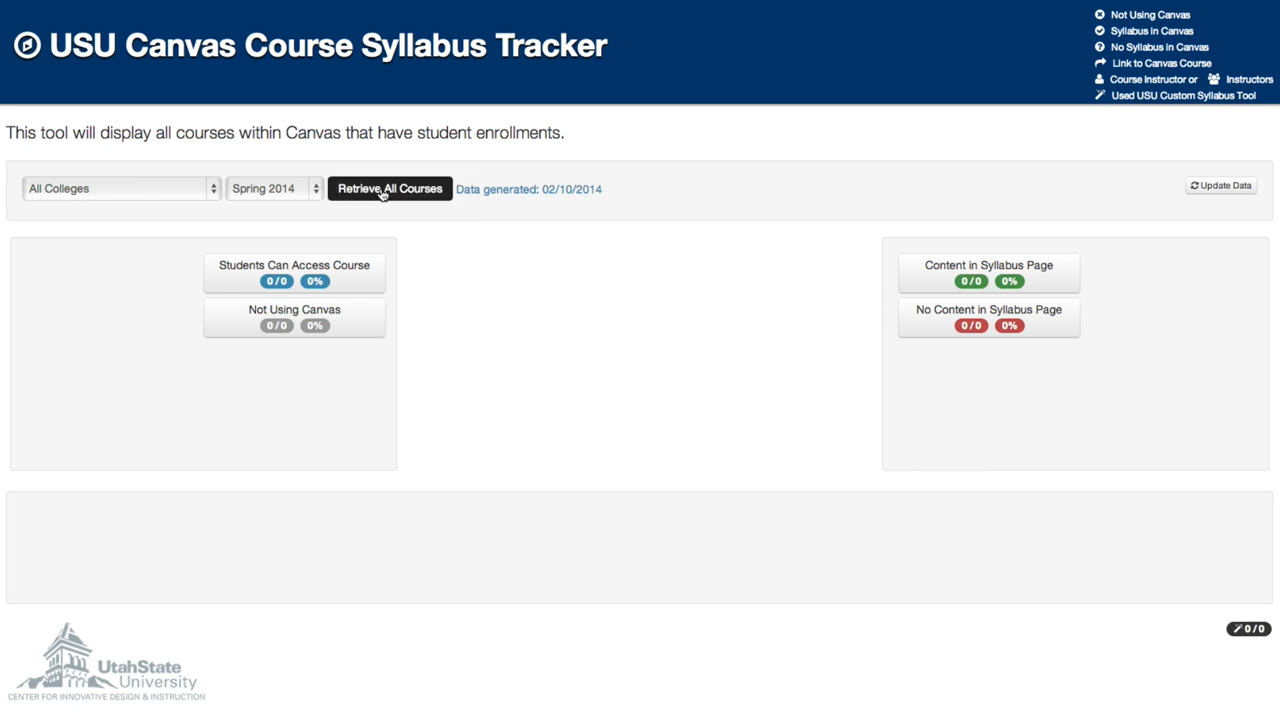 USU Canvas Course Syllabus Tracker
Not Using Canvas
Syllabus in Canvas
No Syllabus in Canvas
Link to Canvas Course
Course Instructor or Instructors
Used USU Custom Syllabus Tool
This tool will display all courses within Canvas that have student enrollments.
All Colleges Spring 2014 Retrieve All Courses Data generated: 02/10/2014 Update Data
Students Can Access Course
0/0 0%
Not Using Canvas
0/0 0%
Content in Syllabus Page
0/0 0%
No Content in Syllabus Page
0/0 0%
0/0
UtahState
University
CENTER FOR INNOVATIVE DESIGN & INSTRUCTION